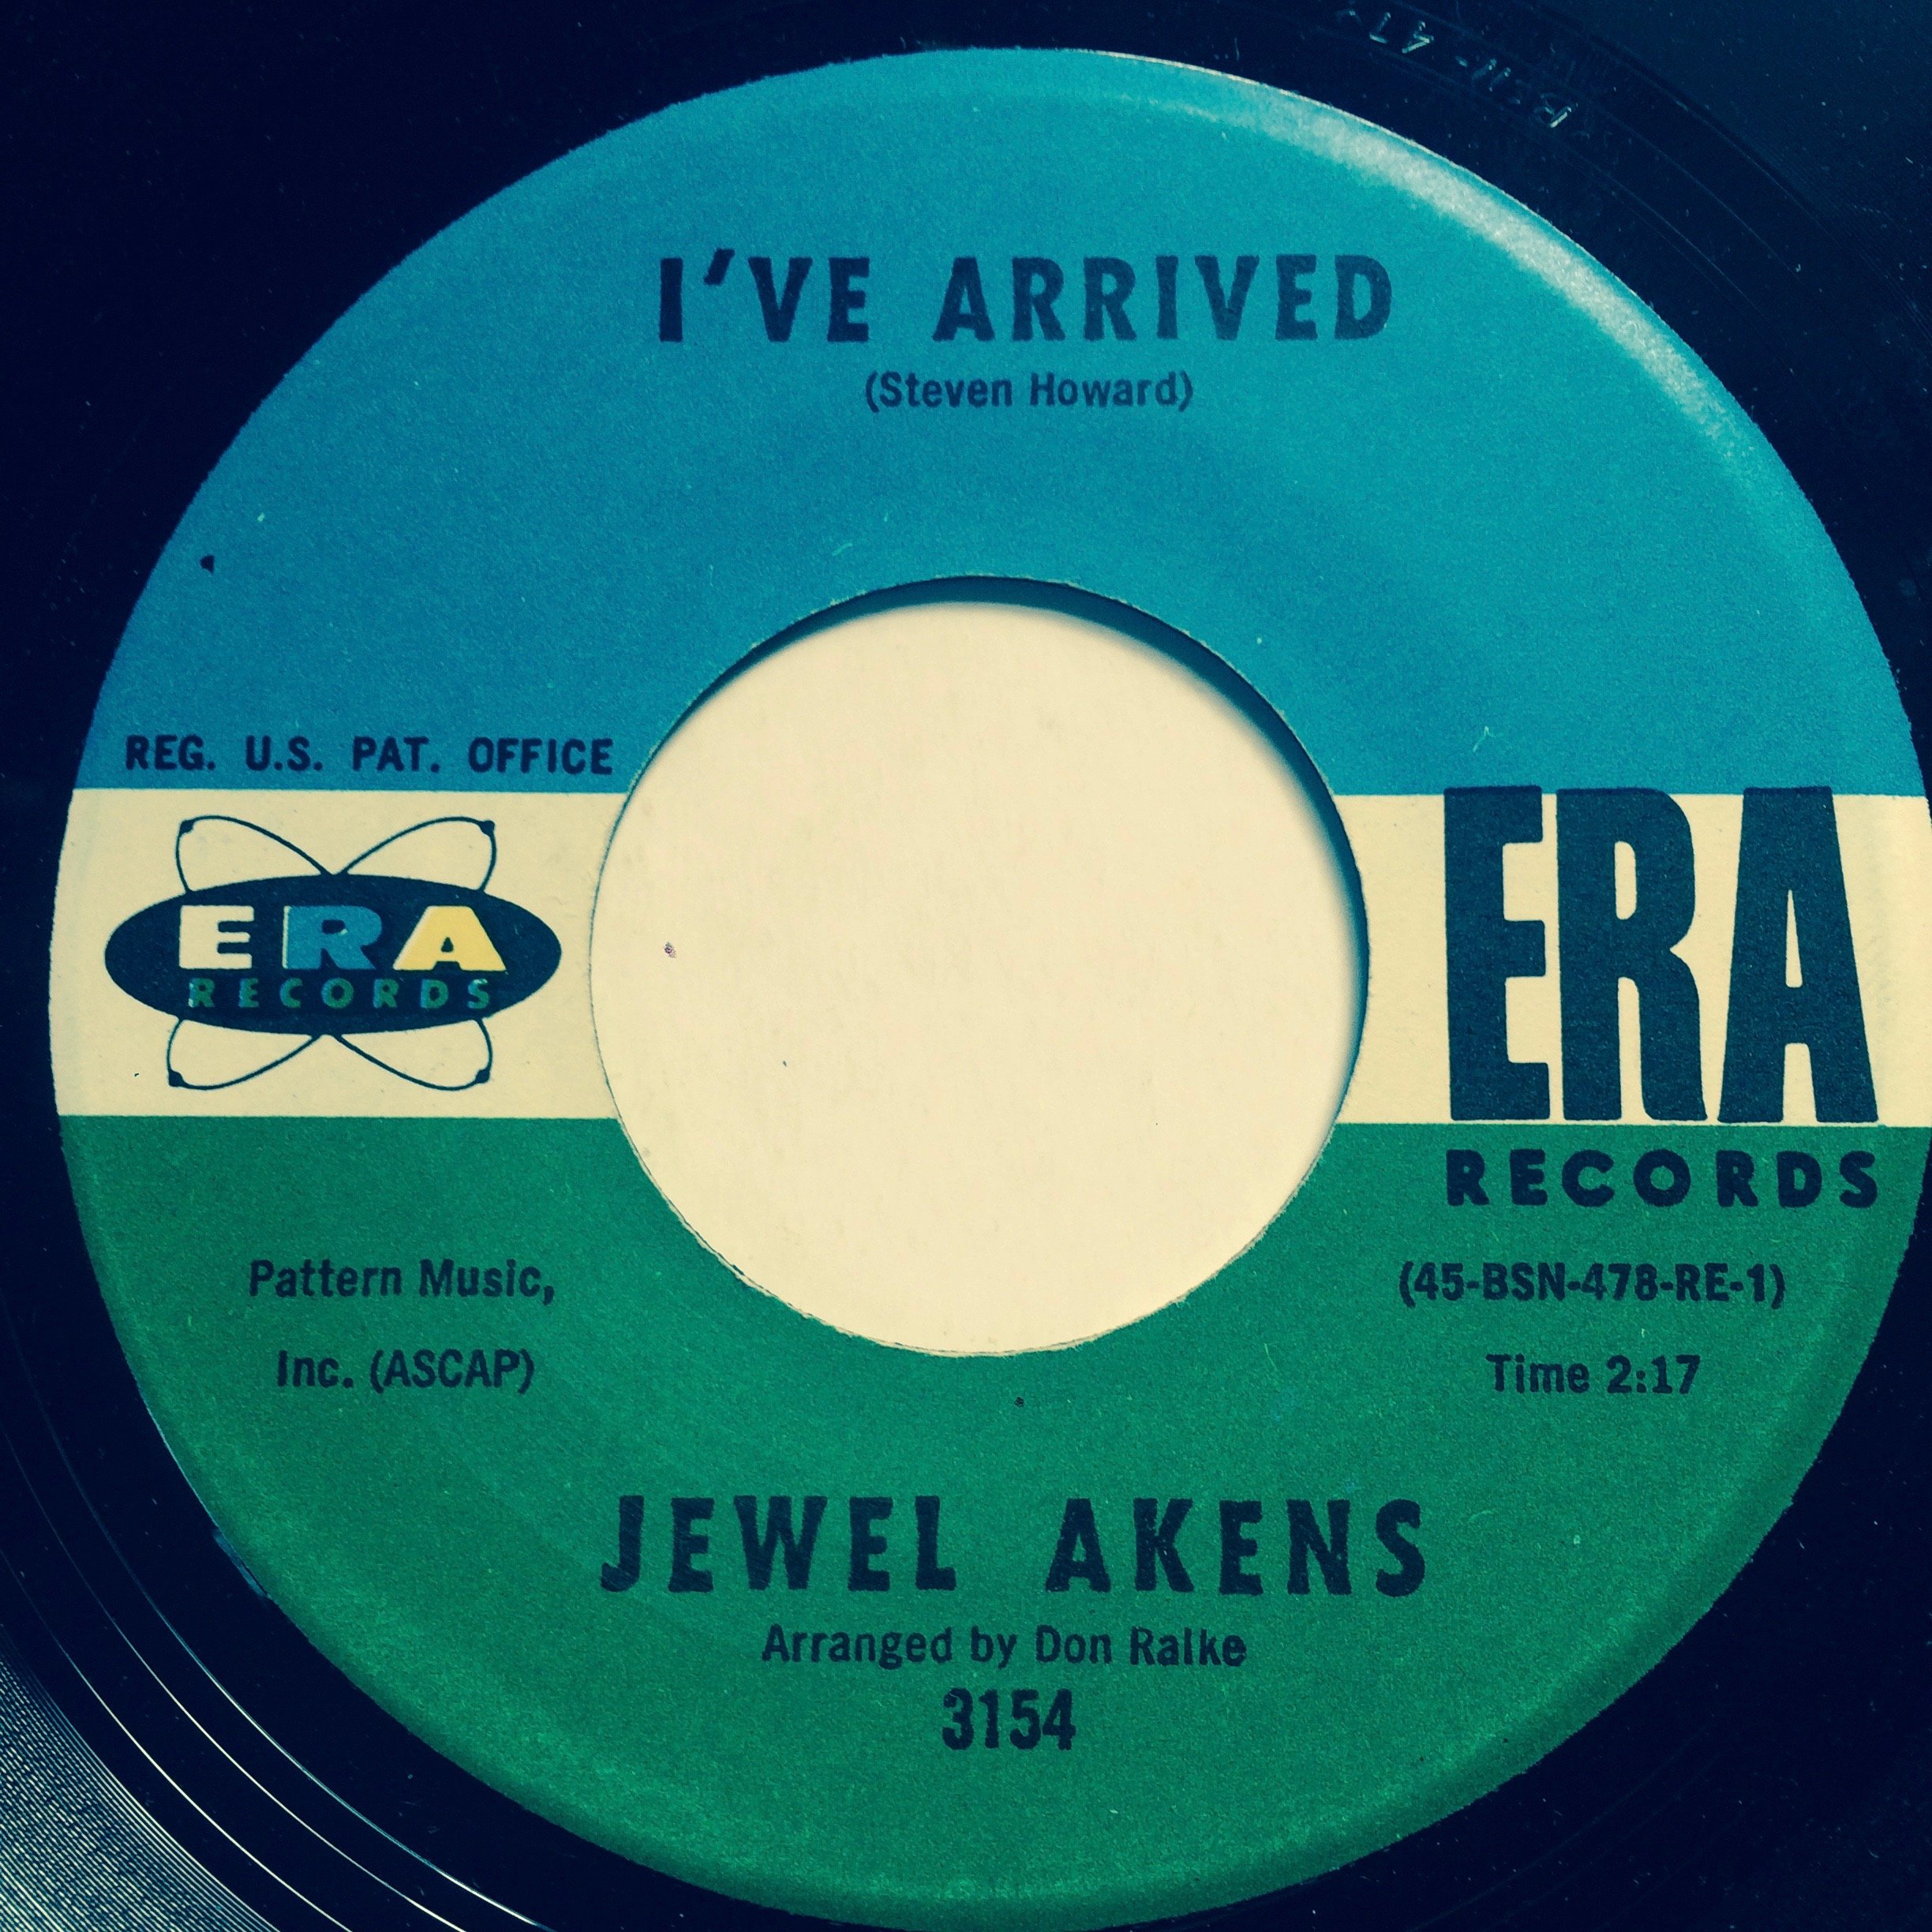 I'VE ARRIVED
(Steven Howard)
REG. U.S. PAT. OFFICE
ERA
RECORDS
ERA
RECORDS
Pattern Music,
Inc. (ASCAP)
(45-BSN-478-RE-1)
Time 2:17
JEWEL AKENS
Arranged by Don Ralke
3154